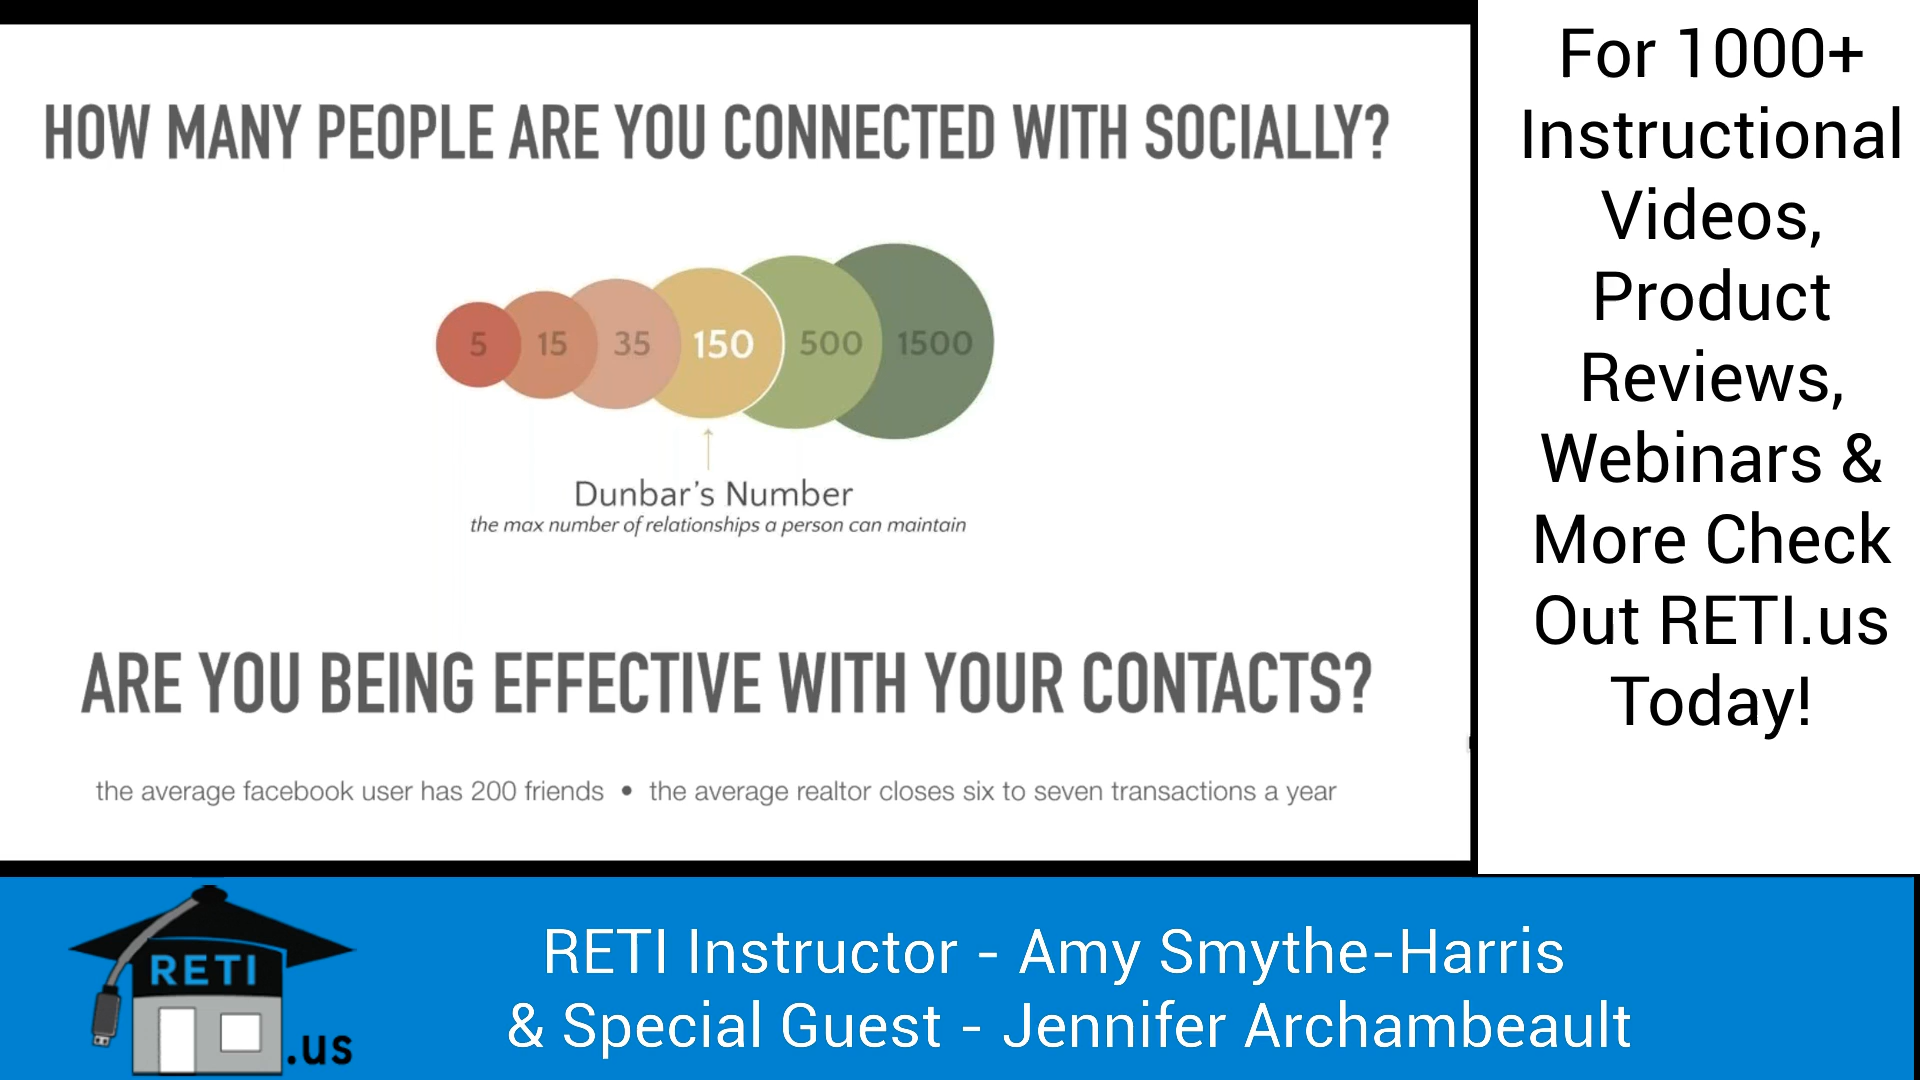 HOW MANY PEOPLE ARE YOU CONNECTED WITH SOCIALLY?
5 15 35 150 500 1500
Dunbar's Number
the max number of relationships a person can maintain
ARE YOU BEING EFFECTIVE WITH YOUR CONTACTS?
the average facebook user has 200 friends • the average realtor closes six to seven transactions a year
For 1000+
Instructional
Videos,
Product
Reviews,
Webinars &
More Check
Out RETI.us
Today!
RETI
.us
RETI Instructor - Amy Smythe-Harris
& Special Guest - Jennifer Archambeault